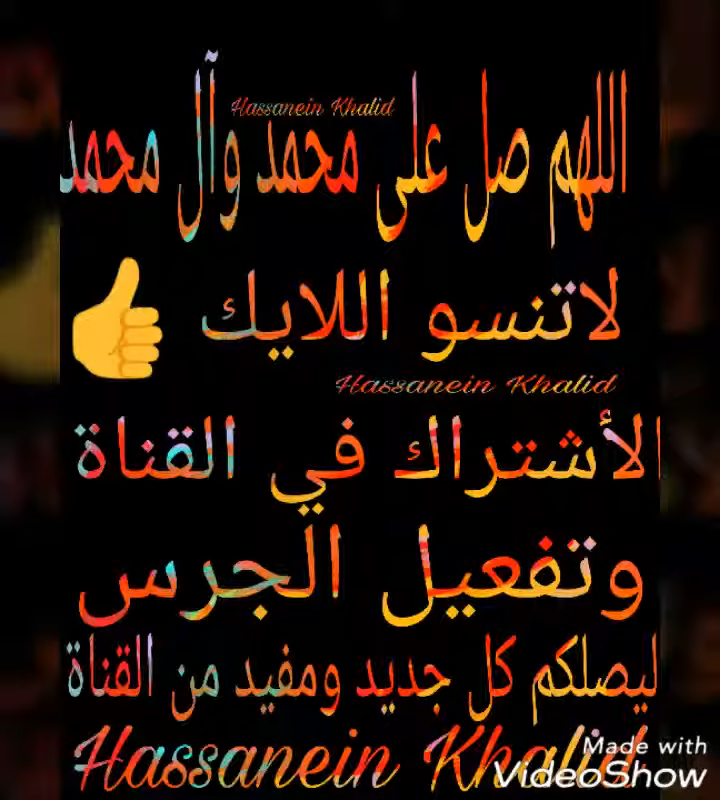 Hassanein Khalid
اللهم صل على محمد وآل محمد
لاتنسو اللايك
Hassanein Khalid
الأشتراك في القناة
وتفعيل الجرس
ليصلكم كل جديد ومفيد من القناة
Hassanein Khalid
Made with
VideoShow